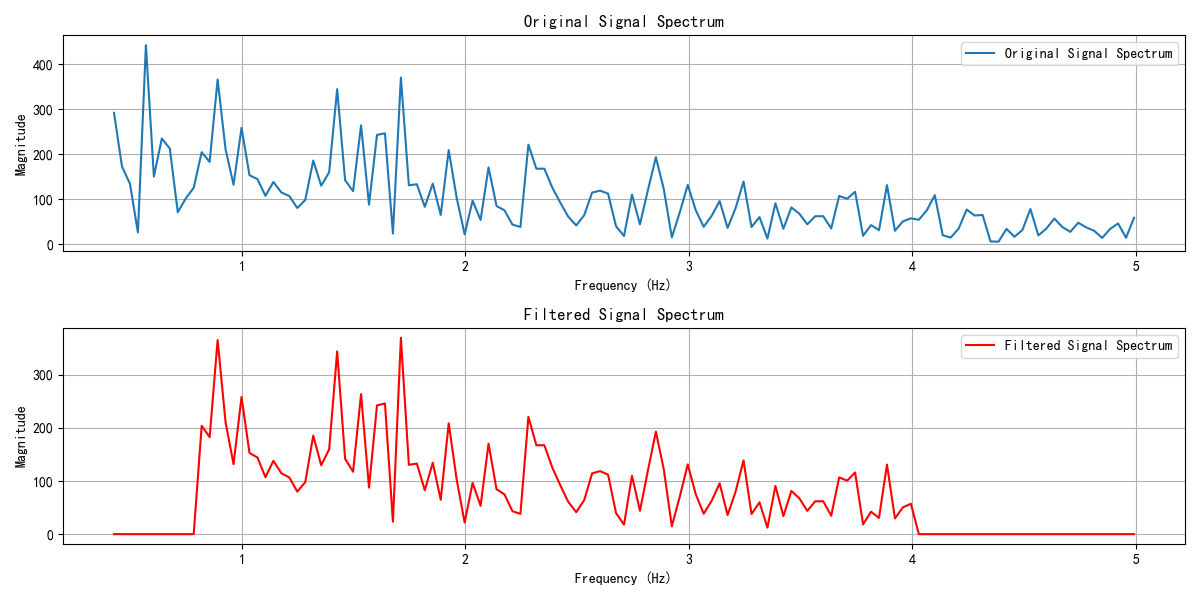 Original Signal Spectrum
Original Signal Spectrum
Magnitude
400
300
200
100
0
1 2 3 4 5
Frequency (Hz)
Filtered Signal Spectrum
Filtered Signal Spectrum
Magnitude
300
200
100
0
1 2 3 4 5
Frequency (Hz)